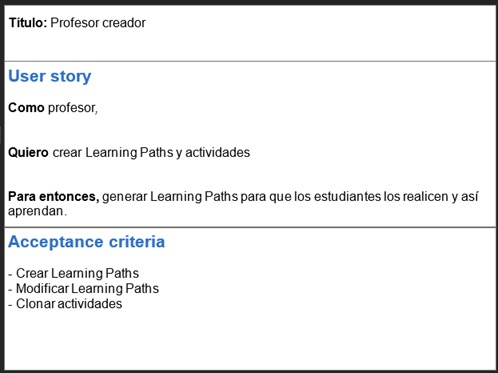 Título: Profesor creador
User story
Como profesor,
Quiero crear Learning Paths y actividades
Para entonces, generar Learning Paths para que los estudiantes los realicen y así
aprendan.
Acceptance criteria
- Crear Learning Paths
- Modificar Learning Paths
- Clonar actividades